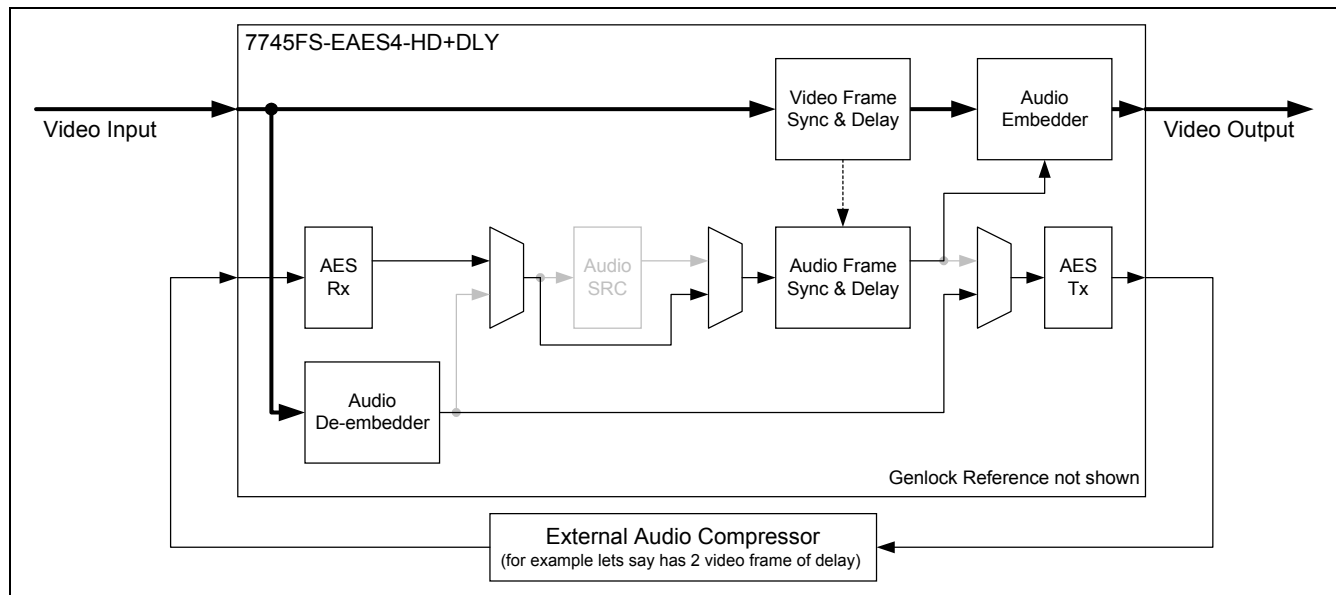 7745FS-EAES4-HD+DLY
Video Input
Video Frame
Sync & Delay
Audio
Embedder
Video Output
AES
Rx
Audio
SRC
Audio Frame
Sync & Delay
AES
Tx
Audio
De-embedder
Genlock Reference not shown
External Audio Compressor
(for example lets say has 2 video frame of delay)